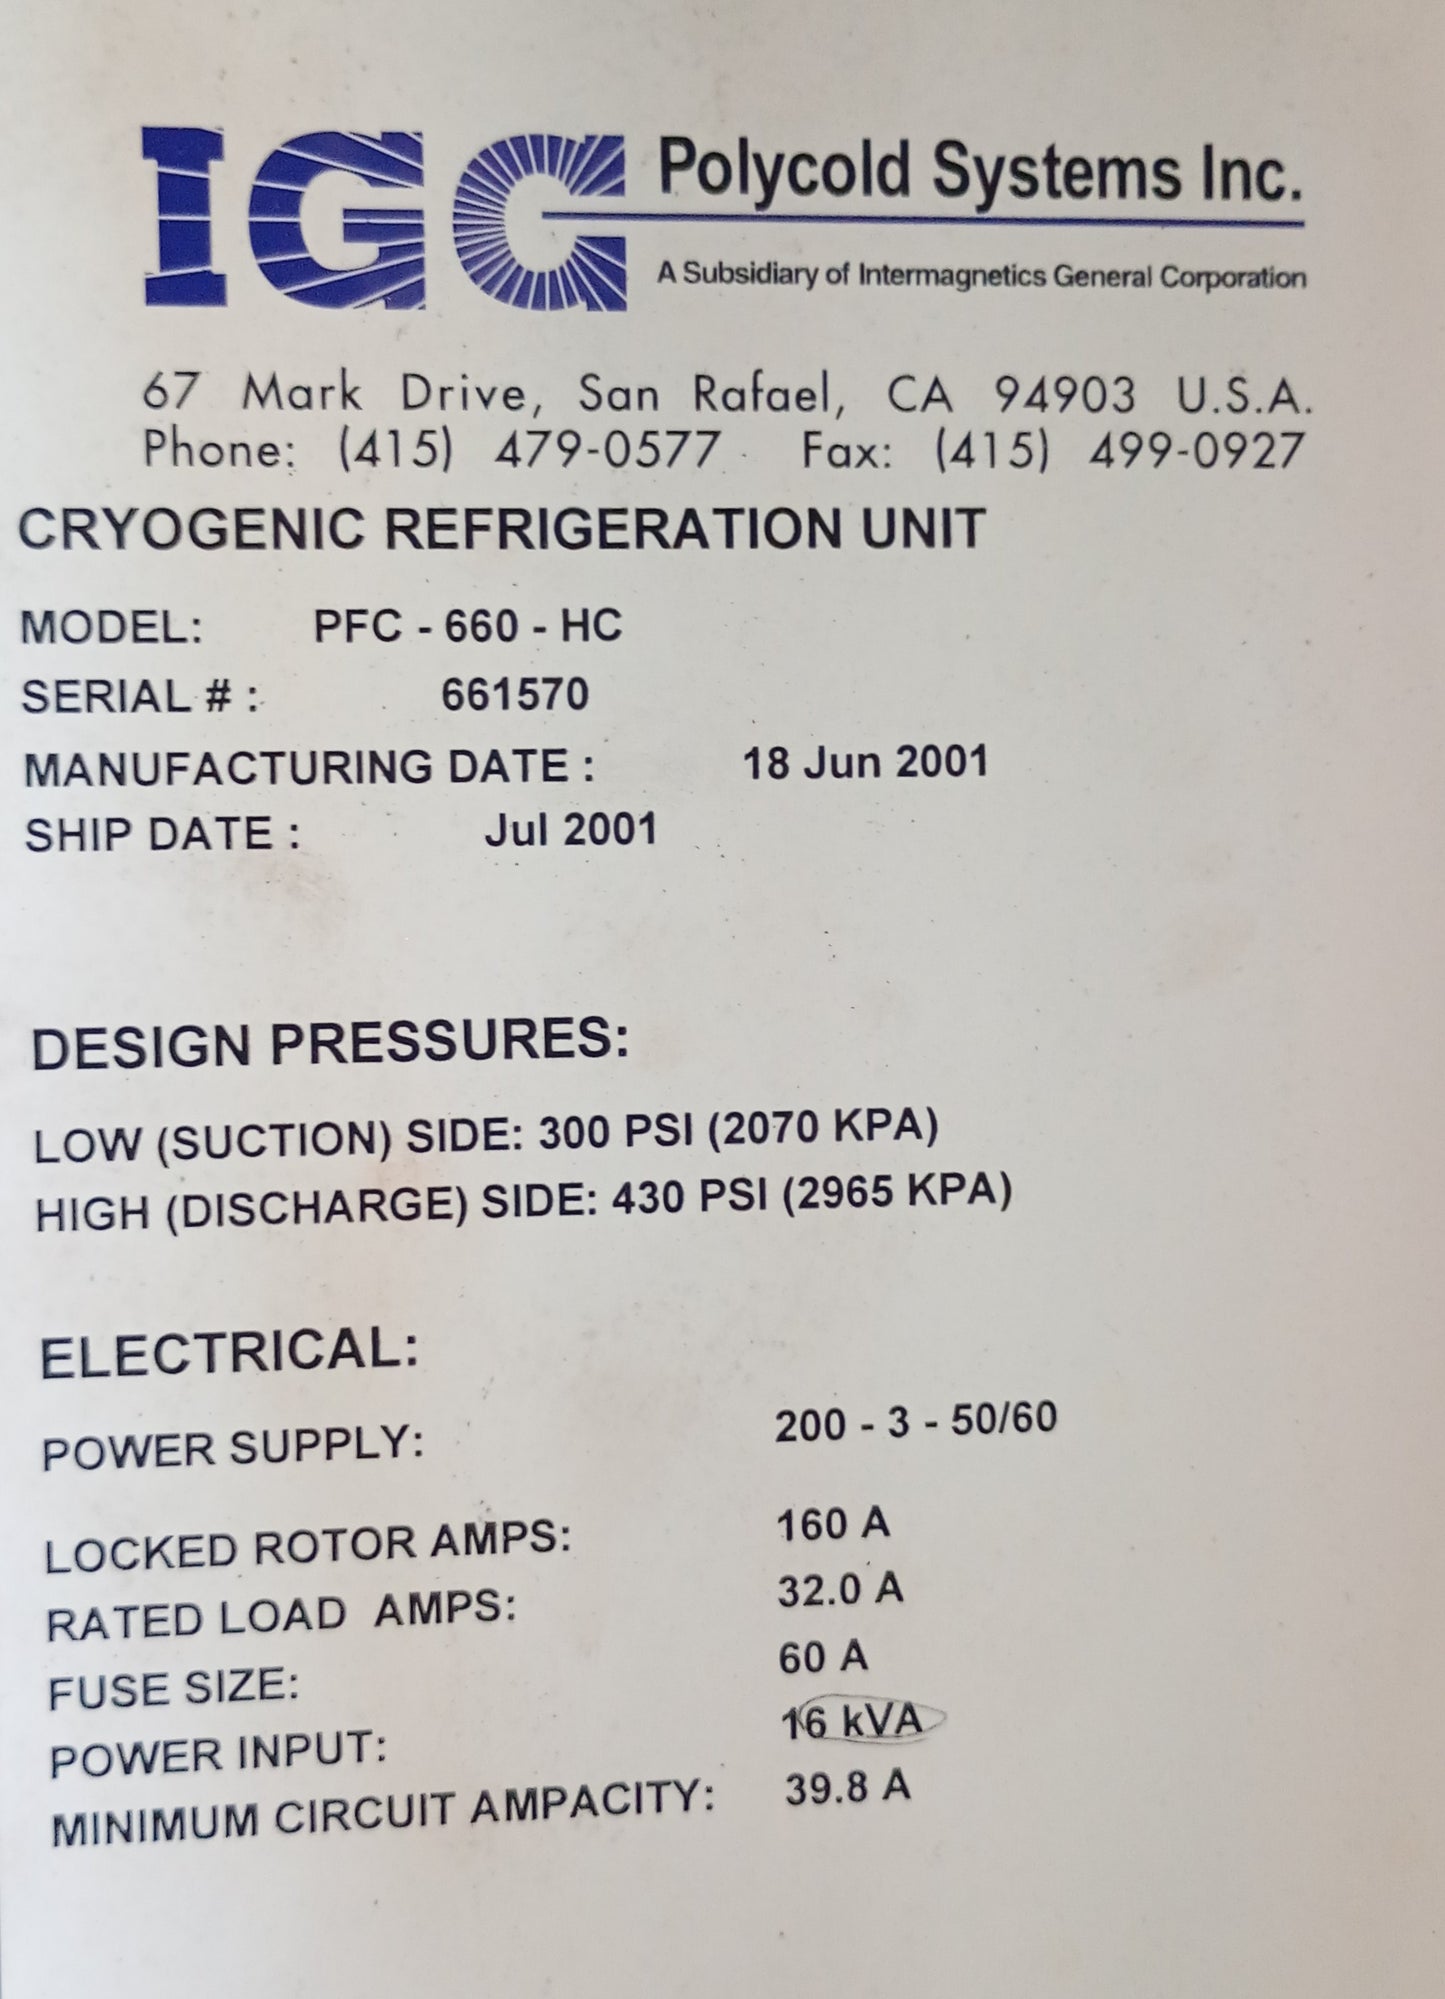 IGC Polycold Systems Inc.
A Subsidiary of Intermagnetics General Corporation
67 Mark Drive, San Rafael, CA 94903 U.S.A.
Phone: (415) 479-0577 Fax: (415) 499-0927
CRYOGENIC REFRIGERATION UNIT
MODEL: PFC - 660 - HC
SERIAL # : 661570
MANUFACTURING DATE : 18 Jun 2001
SHIP DATE : Jul 2001
DESIGN PRESSURES:
LOW (SUCTION) SIDE: 300 PSI (2070 KPA)
HIGH (DISCHARGE) SIDE: 430 PSI (2965 KPA)
ELECTRICAL:
POWER SUPPLY: 200 - 3 - 50/60
LOCKED ROTOR AMPS: 160 A
RATED LOAD AMPS: 32.0 A
FUSE SIZE: 60 A
POWER INPUT: 16 kVA
MINIMUM CIRCUIT AMPACITY: 39.8 A